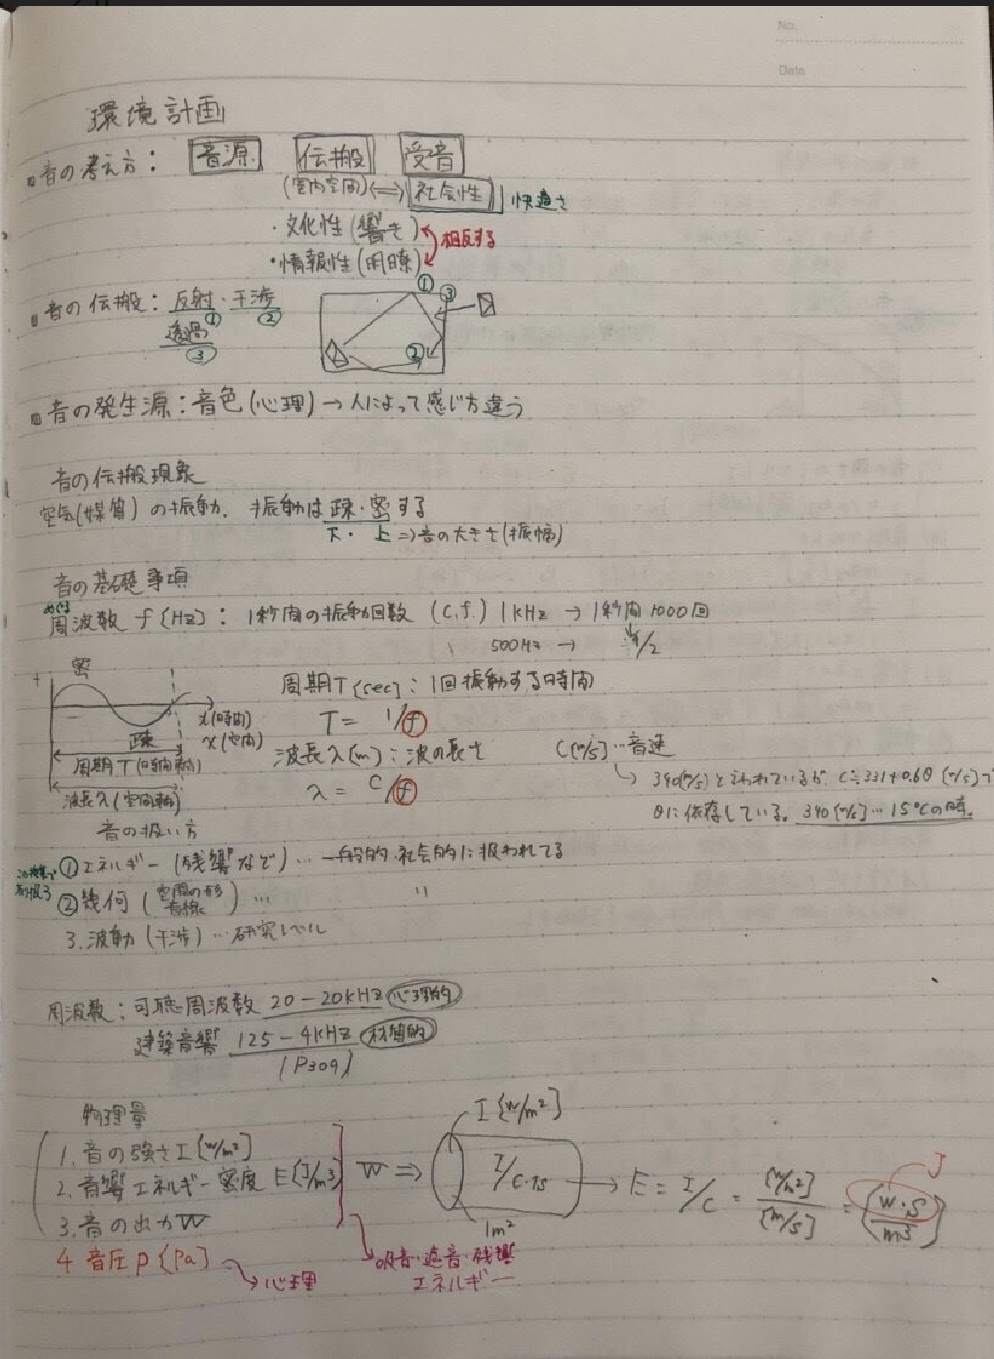 No.
Date
環境計画
音の考え方： 音源 伝搬 受音
(室内空間) ⇔ 社会性 快適さ
・文化性(響き)
相反する
・情報性(明瞭)
音の伝搬：反射・干渉
① ②
透過
③
① ③
②
音の発生源：音色(心理)→人によって感じ方違う
音の伝搬現象
空気(媒質)の振動. 振動は疎・密する
下・上⇒音の大きさ(振幅)
音の基礎事項
周波数 f [Hz]： 1秒間の振動回数 (c.f.) 1kHz → 1秒間1000回
500Hz → 1/2
密
+
周期T [sec]：1回振動する時間
T = 1/f
t(時間)
x(空間)
疎
周期T(時間軸)
波長λ(空間軸)
波長λ(m)：波の長さ C[m/s]…音速
λ = C/f
340[m/s]と言われているが、C≒331+0.6θ [m/s]で
θに依存している。340[m/s]…15℃の時。
音の扱い方
①エネルギー(残響など)… 一般的・社会的に扱われてる
②幾何(空間の形 音線)… 〃
3.波動(干渉)…研究レベル
周波数：可聴周波数 20-20kHz 心理的
建築音響 125-4kHz 材質的
(P309)
物理量
1.音の強さI [W/m²]
2.音響エネルギー密度 E [J/m3]
3.音の出力W
4 音圧P [Pa]
→心理
W ⇒
I [W/m²]
I/C・1s
1m²
→ E = I/C = [W/m²]/[m/s] = [W・S/m3]
J
吸音・遮音・残響
エネルギー